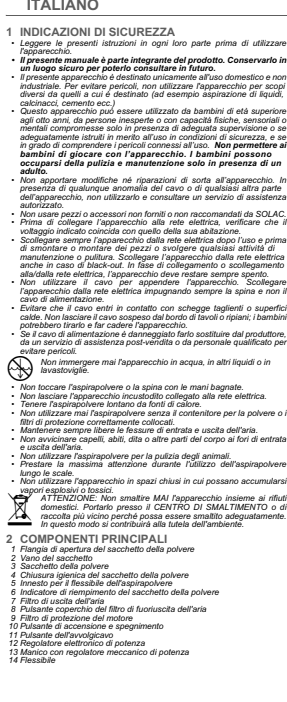 ITALIANO
1 INDICAZIONI DI SICUREZZA
• Leggere le presenti istruzioni in ogni loro parte prima di utilizzare
l'apparecchio.
• Il presente manuale è parte integrante del prodotto. Conservarlo in
un luogo sicuro per poterlo consultare in futuro.
• Il presente apparecchio è destinato unicamente all'uso domestico e non
industriale. Per evitare pericoli, non utilizzare l'apparecchio per scopi
diversi da quelli a cui è destinato (ad esempio aspirazione di liquidi,
calcinacci, cemento ecc.)
• Questo apparecchio può essere utilizzato da bambini di età superiore
agli otto anni, da persone inesperte o con capacità fisiche, sensoriali o
mentali compromesse solo in presenza di adeguata supervisione o se
adeguatamente istruiti in merito all'uso in condizioni di sicurezza, e se
in grado di comprendere i pericoli connessi all'uso. Non permettere ai
bambini di giocare con l'apparecchio. I bambini possono
occuparsi della pulizia e manutenzione solo in presenza di un
adulto.
• Non apportare modifiche né riparazioni di sorta all'apparecchio. In
presenza di qualunque anomalia del cavo o di qualsiasi altra parte
dell'apparecchio, non utilizzarlo e consultare un servizio di assistenza
autorizzato.
• Non usare pezzi o accessori non forniti o non raccomandati da SOLAC.
• Prima di collegare l'apparecchio alla rete elettrica, verificare che il
voltaggio indicato coincida con quello della sua abitazione.
• Scollegare sempre l'apparecchio dalla rete elettrica dopo l'uso e prima
di smontare o montare dei pezzi o svolgere qualsiasi attività di
manutenzione o pulitura. Scollegare l'apparecchio dalla rete elettrica
anche in caso di black-out. In fase di collegamento o scollegamento
alla/dalla rete elettrica, l'apparecchio deve restare sempre spento.
• Non utilizzare il cavo per appendere l'apparecchio. Scollegare
l'apparecchio dalla rete elettrica impugnando sempre la spina e non il
cavo di alimentazione.
• Evitare che il cavo entri in contatto con schegge taglienti o superfici
calde. Non lasciare il cavo sospeso dal bordo di tavoli o ripiani; i bambini
potrebbero tirarlo e far cadere l'apparecchio.
• Se il cavo di alimentazione è danneggiato farlo sostituire dal produttore,
da un servizio di assistenza post-vendita o da personale qualificato per
evitare pericoli.
Non immergere mai l'apparecchio in acqua, in altri liquidi o in
lavastoviglie.
• Non toccare l'aspirapolvere o la spina con le mani bagnate.
• Non lasciare l'apparecchio incustodito collegato alla rete elettrica.
• Tenere l'aspirapolvere lontano da fonti di calore.
• Non utilizzare mai l'aspirapolvere senza il contenitore per la polvere o i
filtri di protezione correttamente collocati.
• Mantenere sempre libere le fessure di entrata e uscita dell'aria.
• Non avvicinare capelli, abiti, dita o altre parti del corpo ai fori di entrata
e uscita dell'aria.
• Non utilizzare l'aspirapolvere per la pulizia degli animali.
• Prestare la massima attenzione durante l'utilizzo dell'aspirapolvere
lungo le scale.
• Non utilizzare l'apparecchio in spazi chiusi in cui possano accumularsi
vapori esplosivi o tossici.
ATTENZIONE: Non smaltire MAI l'apparecchio insieme ai rifiuti
domestici. Portarlo presso il CENTRO DI SMALTIMENTO o di
raccolta più vicino perché possa essere smaltito adeguatamente.
In questo modo si contribuirà alla tutela dell'ambiente.
2 COMPONENTI PRINCIPALI
1 Flangia di apertura del sacchetto della polvere
2 Vano del sacchetto
3 Sacchetto della polvere
4 Chiusura igienica del sacchetto della polvere
5 Innesto per il flessibile dell'aspirapolvere
6 Indicatore di riempimento del sacchetto della polvere
7 Filtro di uscita dell'aria
8 Pulsante coperchio del filtro di fuoriuscita dell'aria
9 Filtro di protezione del motore
10 Pulsante di accensione e spegnimento
11 Pulsante dell'avvolgicavo
12 Regolatore elettronico di potenza
13 Manico con regolatore meccanico di potenza
14 Flessibile